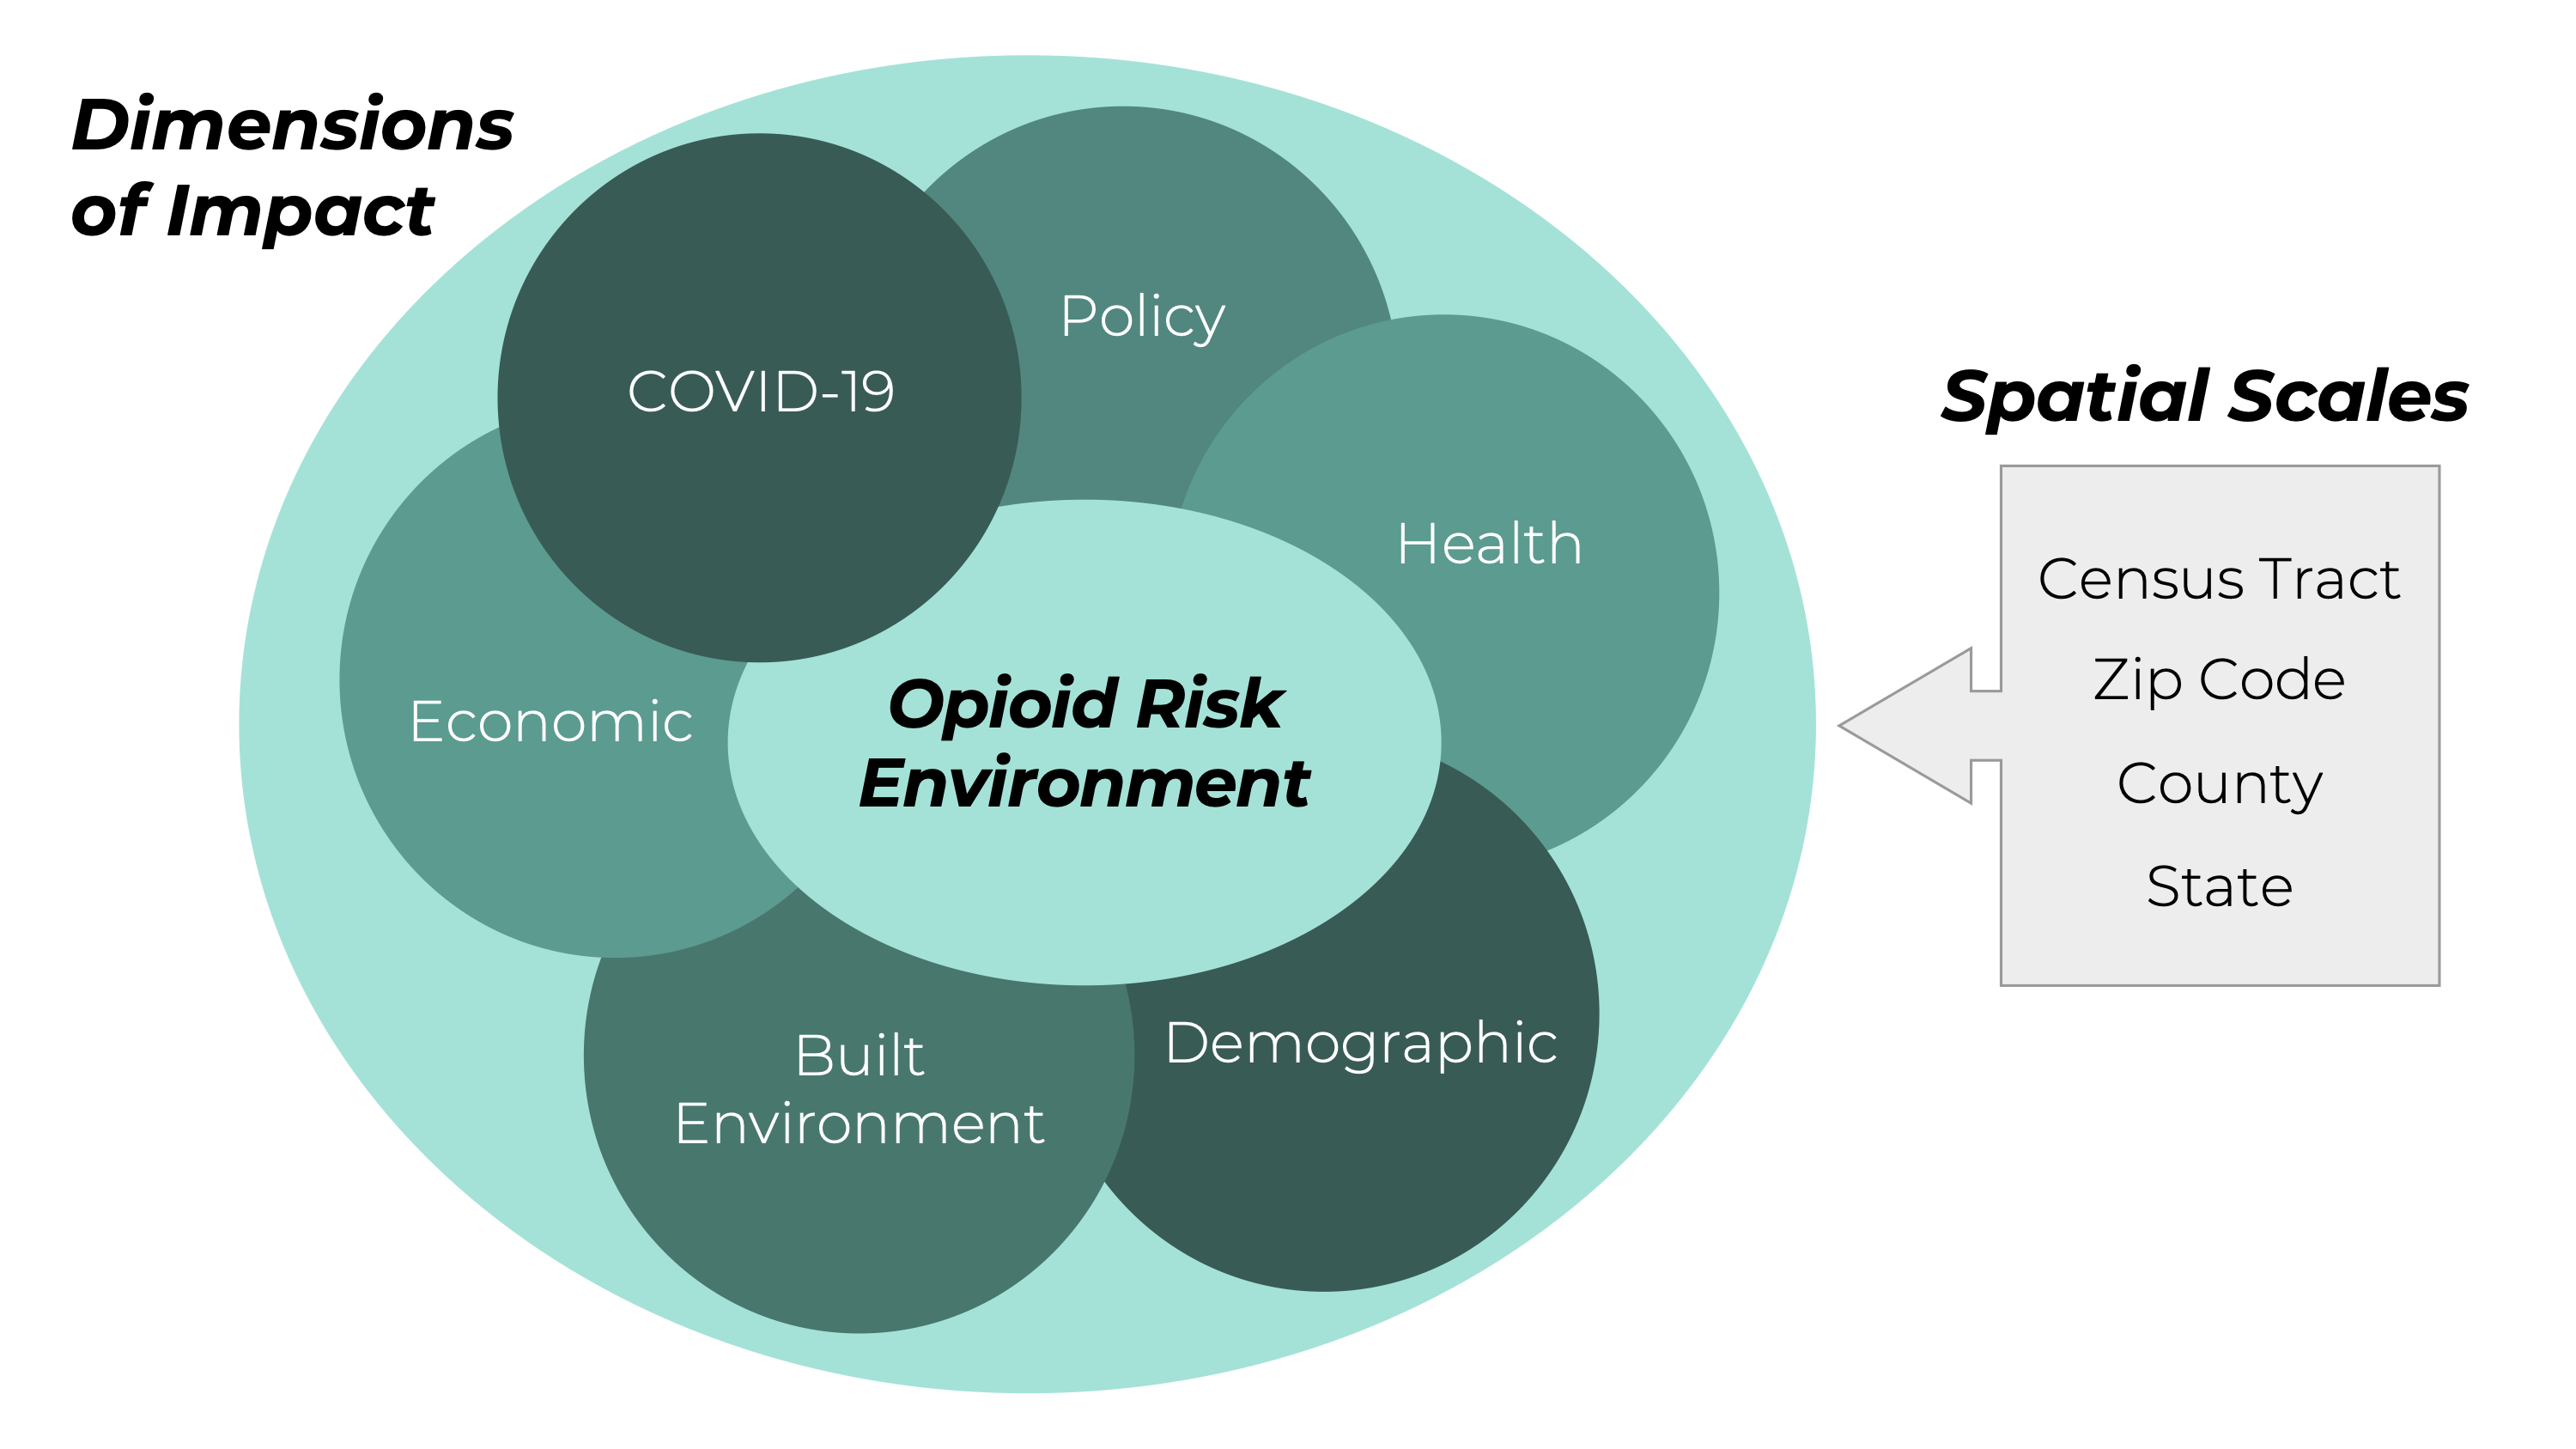 Dimensions
of Impact
Policy
COVID-19
Health
Economic
Opioid Risk
Environment
Built
Environment
Demographic
Spatial Scales
Census Tract
Zip Code
County
State